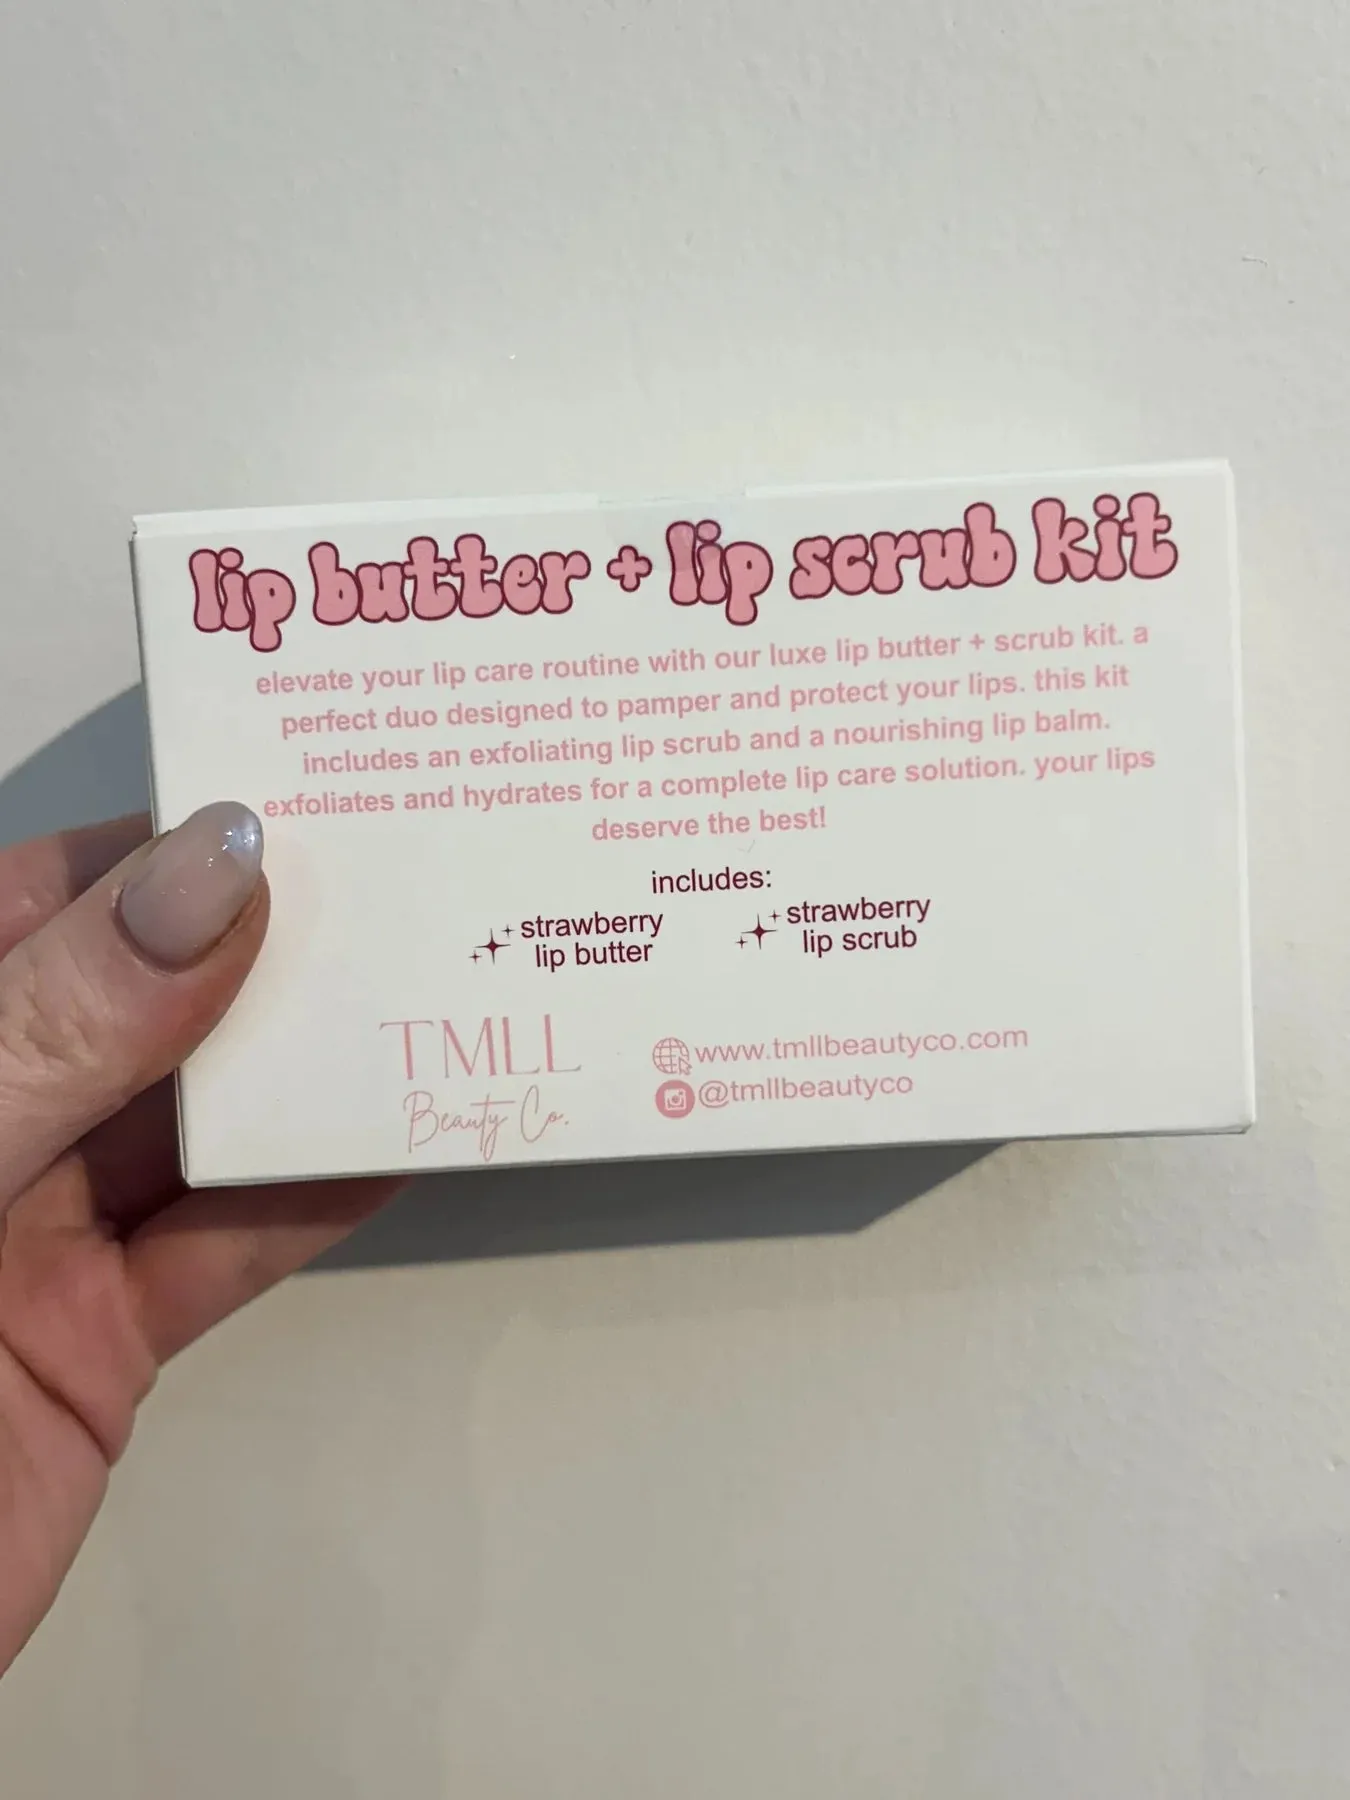 lip butter + lip scrub kit
elevate your lip care routine with our luxe lip butter + scrub kit. a
perfect duo designed to pamper and protect your lips. this kit
includes an exfoliating lip scrub and a nourishing lip balm.
exfoliates and hydrates for a complete lip care solution. your lips
deserve the best!
includes:
strawberry
lip butter
strawberry
lip scrub
TMLL
Beauty Co.
www.tmllbeautyco.com
@tmllbeautyco